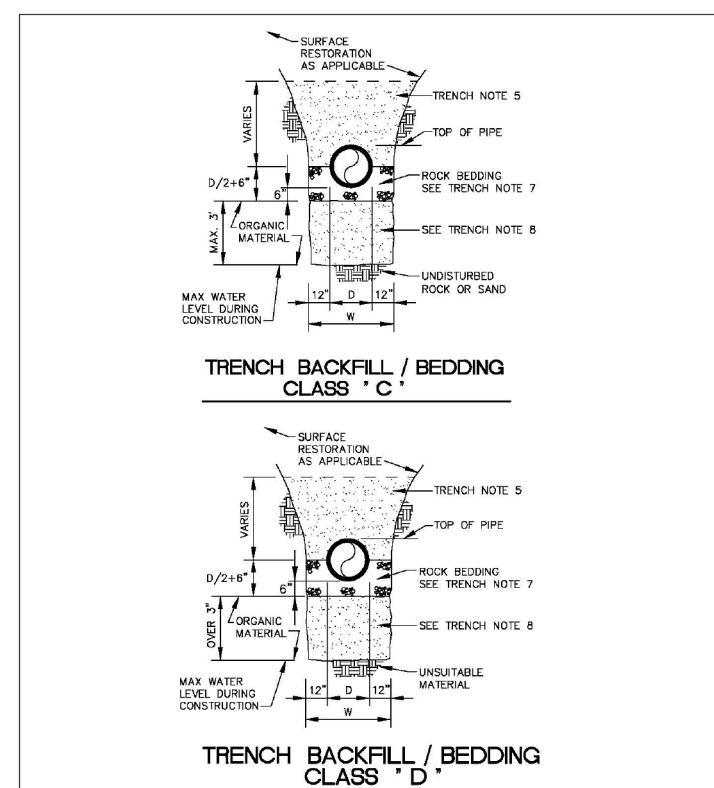 SURFACE
RESTORATION
AS APPLICABLE
TRENCH NOTE 5
TOP OF PIPE
VARIES
D/2+6"
6"
ROCK BEDDING
SEE TRENCH NOTE 7
MAX. 3"
ORGANIC
MATERIAL
SEE TRENCH NOTE 8
UNDISTURBED
ROCK OR SAND
MAX WATER
LEVEL DURING
CONSTRUCTION
12" D 12"
W
TRENCH BACKFILL / BEDDING
CLASS " C "
SURFACE
RESTORATION
AS APPLICABLE
TRENCH NOTE 5
TOP OF PIPE
VARIES
D/2+6"
6"
ROCK BEDDING
SEE TRENCH NOTE 7
OVER 3"
ORGANIC
MATERIAL
SEE TRENCH NOTE 8
UNSUITABLE
MATERIAL
MAX WATER
LEVEL DURING
CONSTRUCTION
12" D 12"
W
TRENCH BACKFILL / BEDDING
CLASS " D "